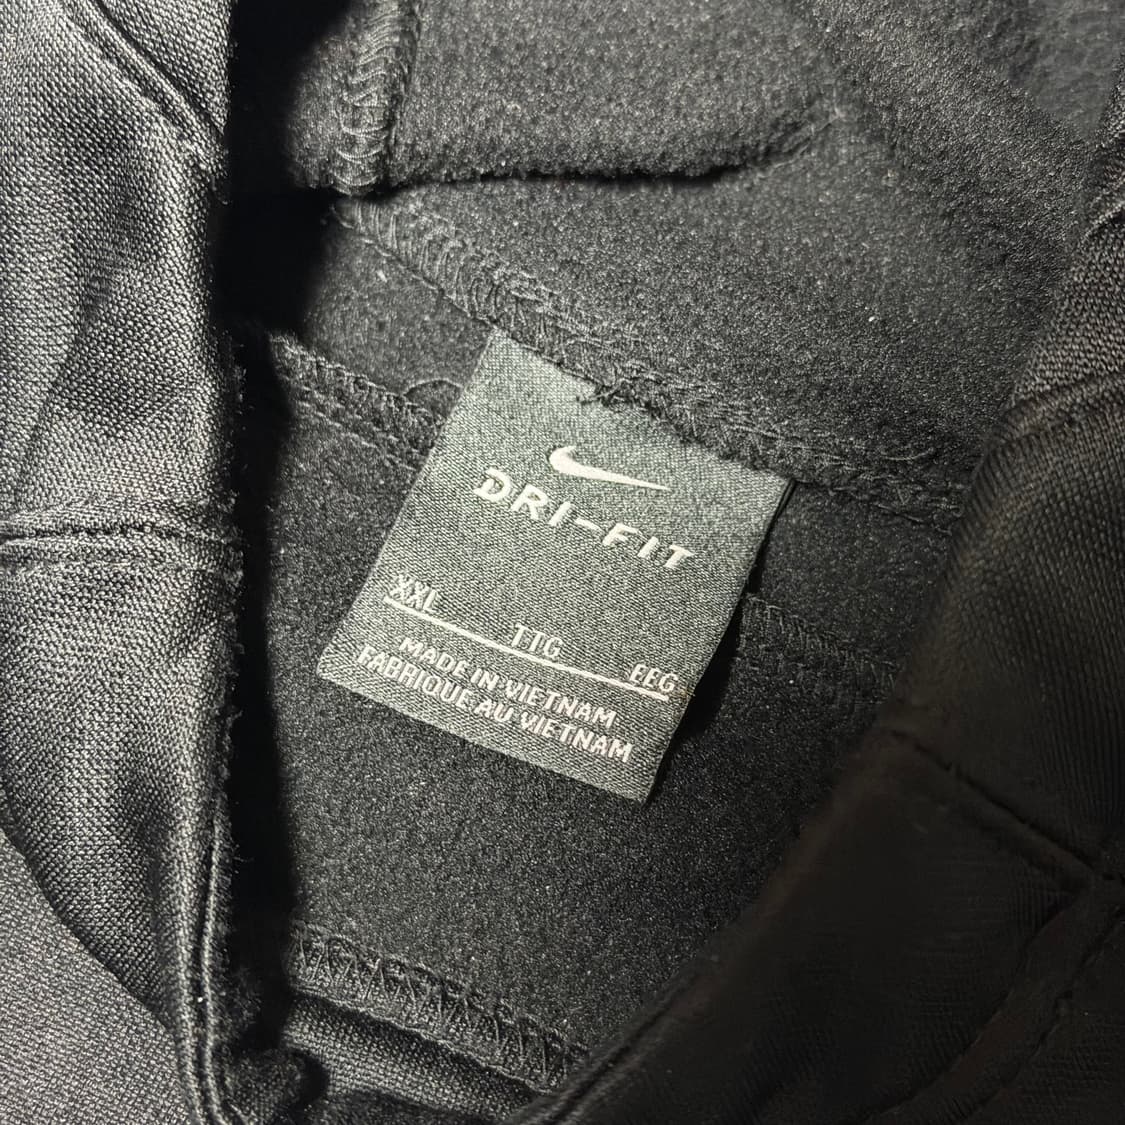 DRI-FIT
XXL TTG EEG
MADE IN VIETNAM
FABRIQUE AU VIETNAM